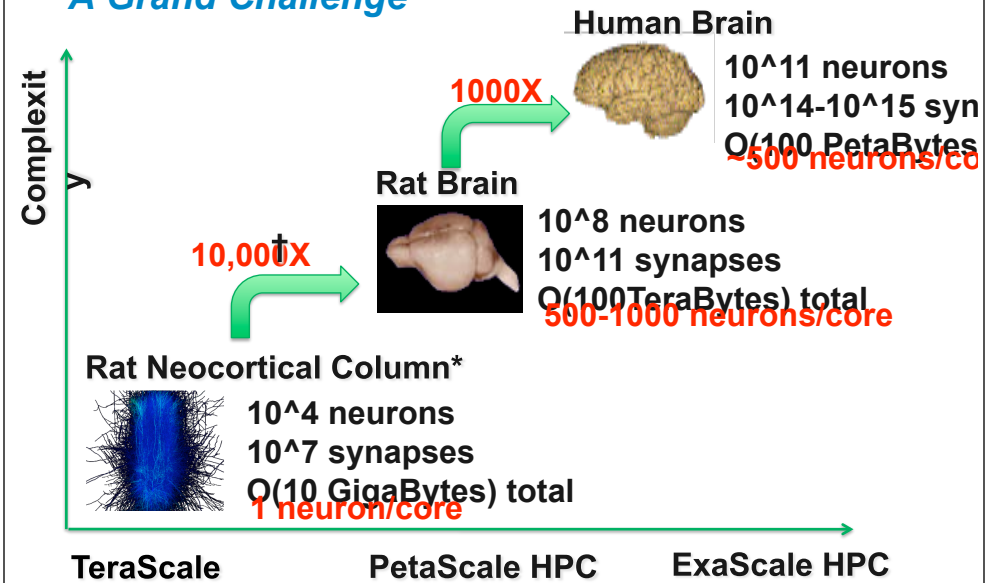 A Grand Challenge
Human Brain
10^11 neurons
10^14-10^15 syn
O(100 PetaBytes
~500 neurons/co
1000X
Complexit
y
Rat Brain
10^8 neurons
10^11 synapses
O(100TeraBytes) total
500-1000 neurons/core
10,000X
†
Rat Neocortical Column*
10^4 neurons
10^7 synapses
O(10 GigaBytes) total
1 neuron/core
TeraScale
PetaScale HPC
ExaScale HPC